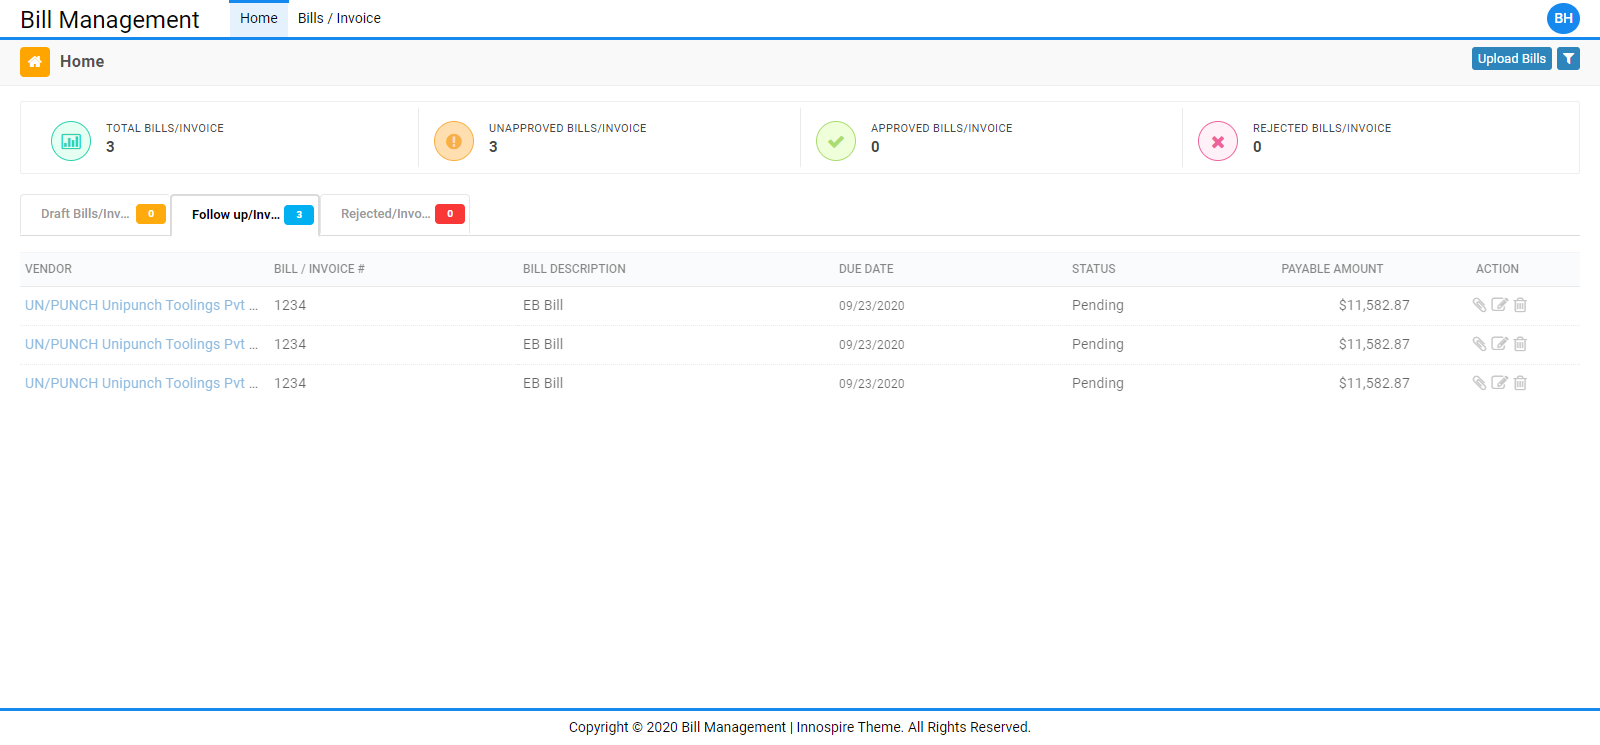 Bill Management Home Bills / Invoice BH
Home Upload Bills
TOTAL BILLS/INVOICE UNAPPROVED BILLS/INVOICE APPROVED BILLS/INVOICE REJECTED BILLS/INVOICE
3 3 0 0
Draft Bills/Inv... 0 Follow up/Inv... 3 Rejected/Invo... 0
VENDOR BILL / INVOICE # BILL DESCRIPTION DUE DATE STATUS PAYABLE AMOUNT ACTION
UN/PUNCH Unipunch Toolings Pvt ... 1234 EB Bill 09/23/2020 Pending $11,582.87
UN/PUNCH Unipunch Toolings Pvt ... 1234 EB Bill 09/23/2020 Pending $11,582.87
UN/PUNCH Unipunch Toolings Pvt ... 1234 EB Bill 09/23/2020 Pending $11,582.87
Copyright © 2020 Bill Management | Innospire Theme. All Rights Reserved.